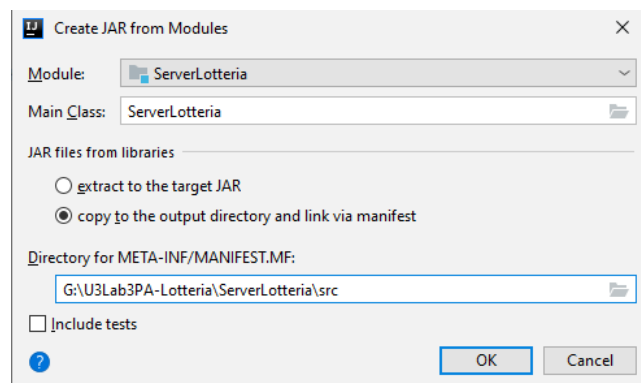 IJ Create JAR from Modules
Module: ServerLotteria
Main Class: ServerLotteria
JAR files from libraries
extract to the target JAR
copy to the output directory and link via manifest
Directory for META-INF/MANIFEST.MF:
G:\U3Lab3PA-Lotteria\ServerLotteria\src
Include tests
? OK Cancel